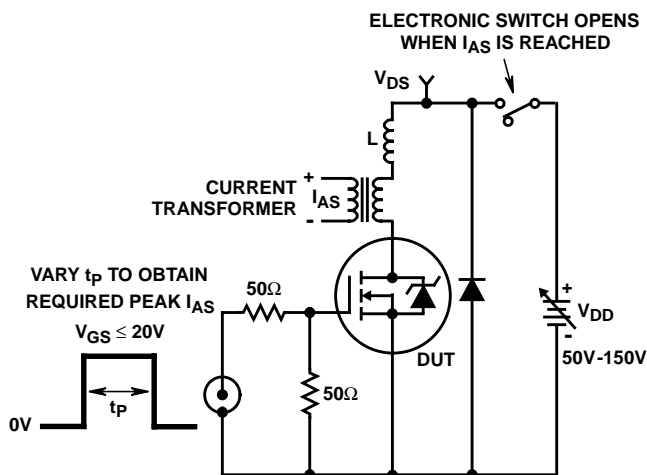 ELECTRONIC SWITCH OPENS
WHEN IAS IS REACHED
VDS
L
CURRENT
TRANSFORMER
+
IAS
-
VARY tP TO OBTAIN
REQUIRED PEAK IAS
50Ω
VGS ≤ 20V
DUT
+
VDD
-
50V-150V
50Ω
0V
tP